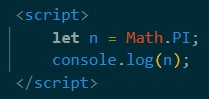 <script>
    let n = Math.PI;
    console.log(n);
</script>